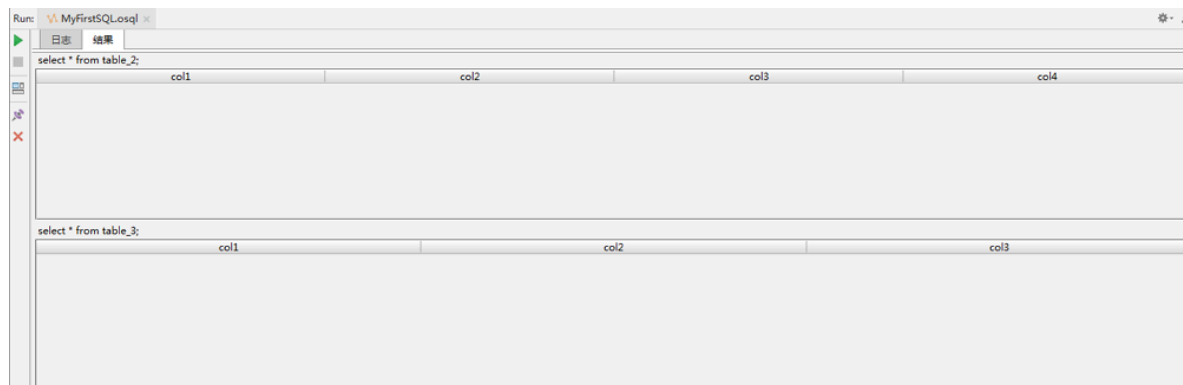 Run: MyFirstSQL.osql
日志 结果
select * from table_2;
col1 col2 col3 col4
select * from table_3;
col1 col2 col3